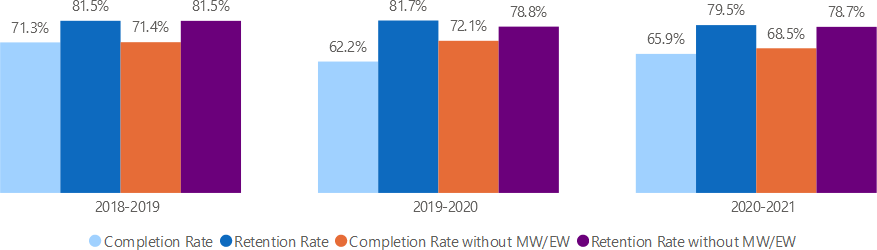 81.5% 81.5% 81.7% 79.5%
71.3% 71.4% 62.2% 72.1% 78.8% 65.9% 68.5% 78.7%
2018-2019 2019-2020 2020-2021
Completion Rate Retention Rate Completion Rate without MW/EW Retention Rate without MW/EW